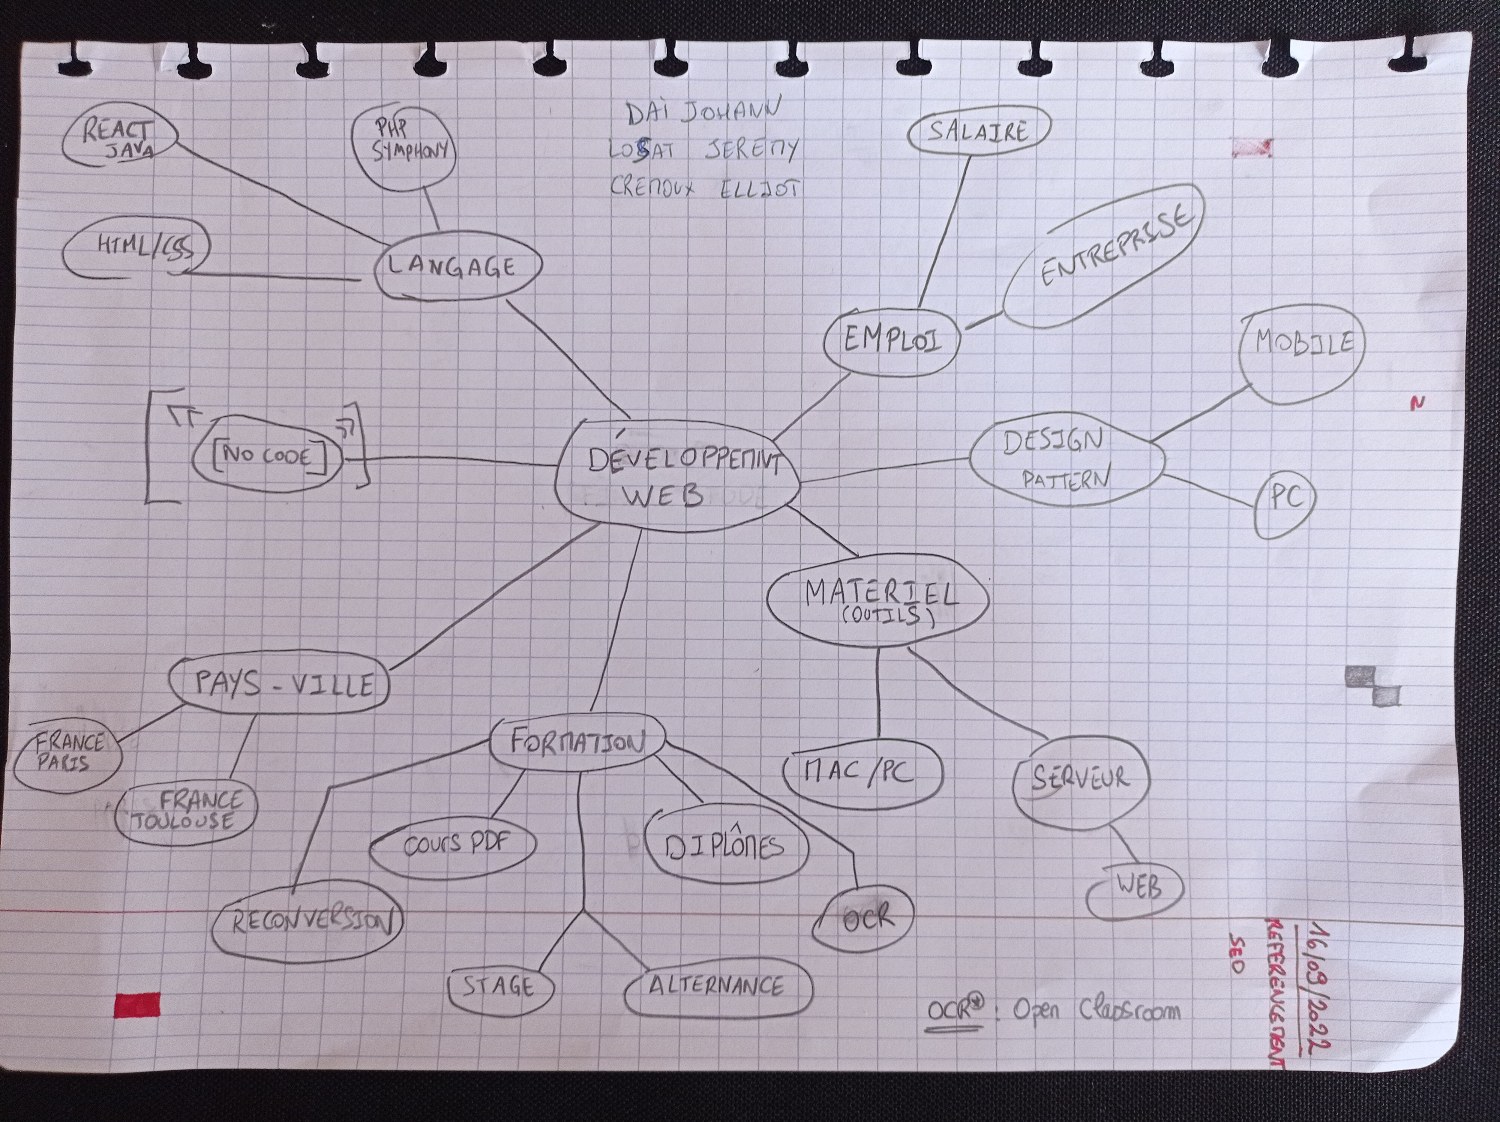 DAÏ JOHANN
LOSAT JEREMY
CREMOUX ELLIOT
REACT
JAVA
PHP
SYMPHONY
SALAIRE
HTML/CSS
LANGAGE
ENTREPRISE
EMPLOI
MOBILE
[NO CODE]
DÉVELOPPEMNT
WEB
DESIGN
PATTERN
PC
N
MATERIEL
(OUTILS)
PAYS - VILLE
FRANCE
PARIS
FRANCE
TOULOUSE
FORMATION
MAC/PC
SERVEUR
COURS PDF
DIPLÔMES
WEB
RECONVERSION
OCR
STAGE
ALTERNANCE
OCR* : Open Classroom
16/09/2022
REFERENCEMENT
SEO